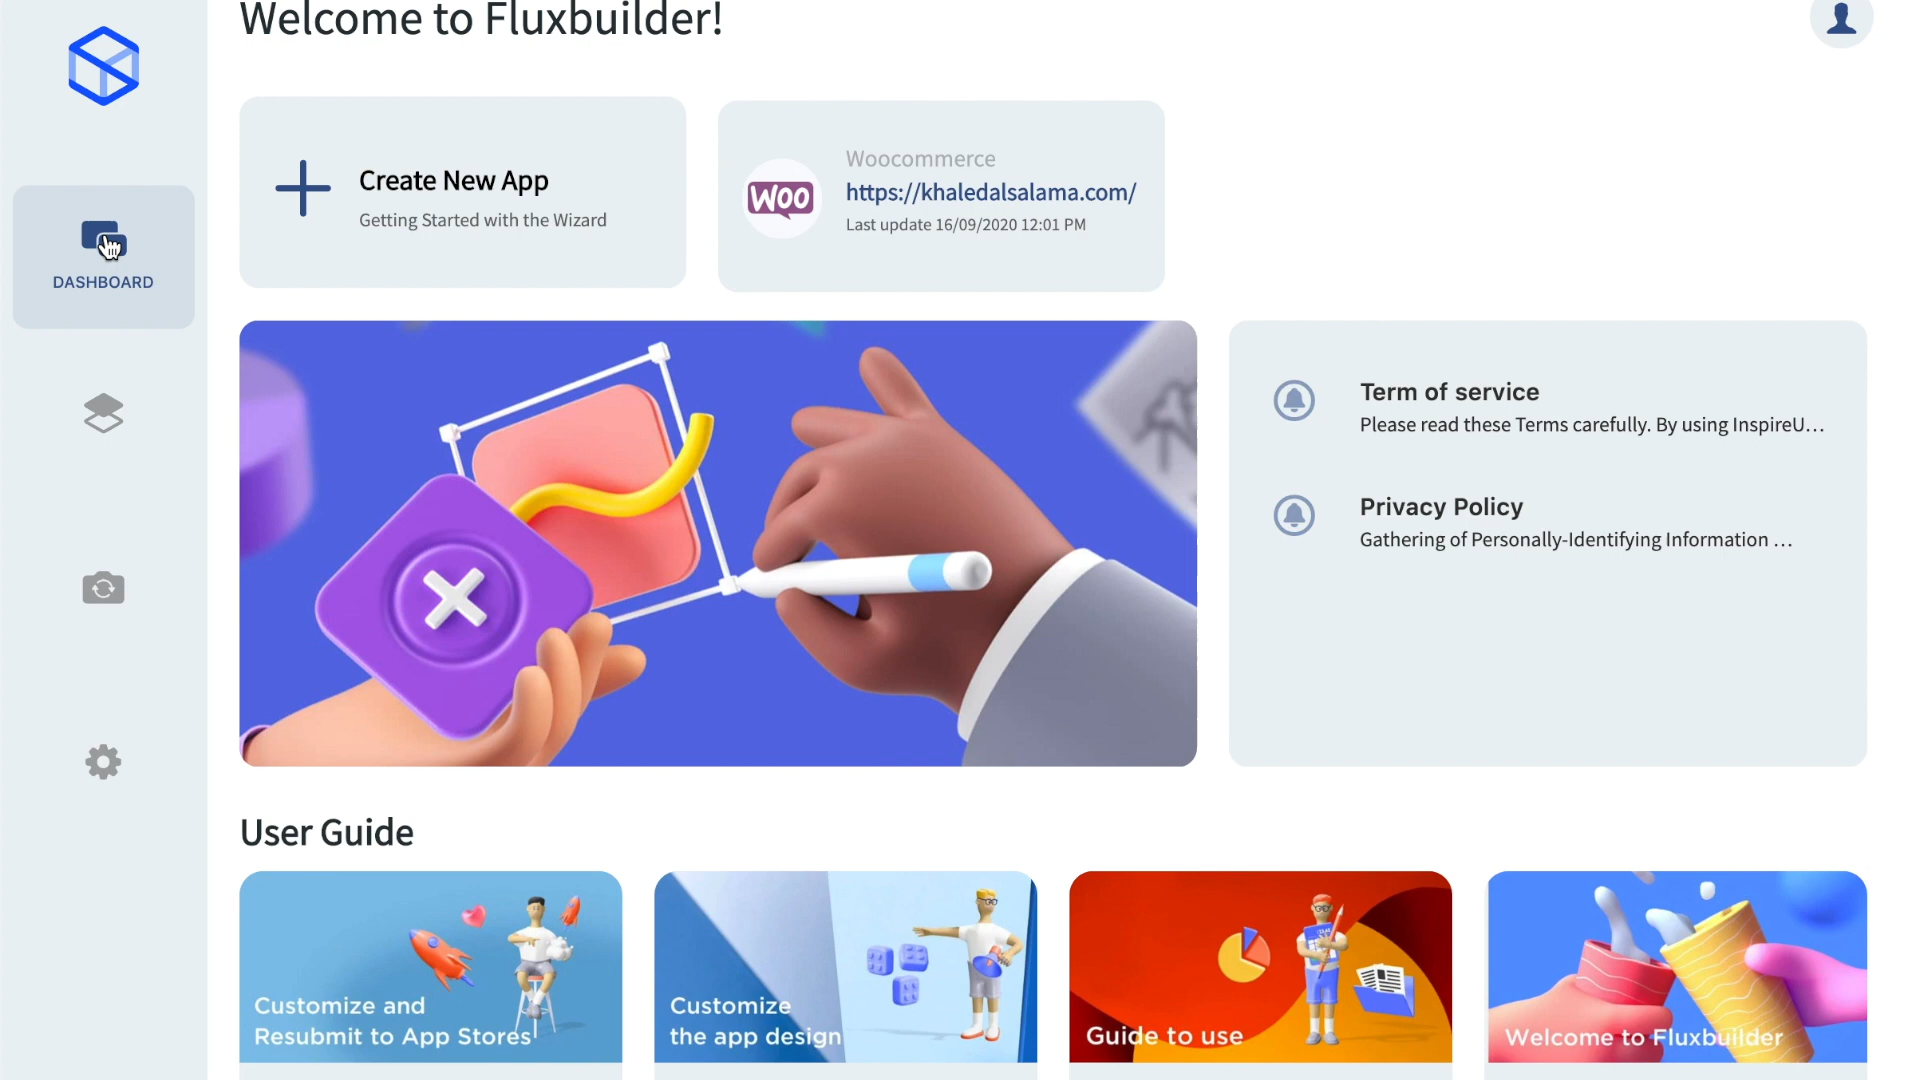 Welcome to Fluxbuilder!
Create New App
Getting Started with the Wizard
Woocommerce
WOO
https://khaledalsalama.com/
Last update 16/09/2020 12:01 PM
DASHBOARD
Term of service
Please read these Terms carefully. By using InspireU...
Privacy Policy
Gathering of Personally-Identifying Information ...
User Guide
Customize and
Resubmit to App Stores
Customize
the app design
Guide to use
Welcome to Fluxbuilder